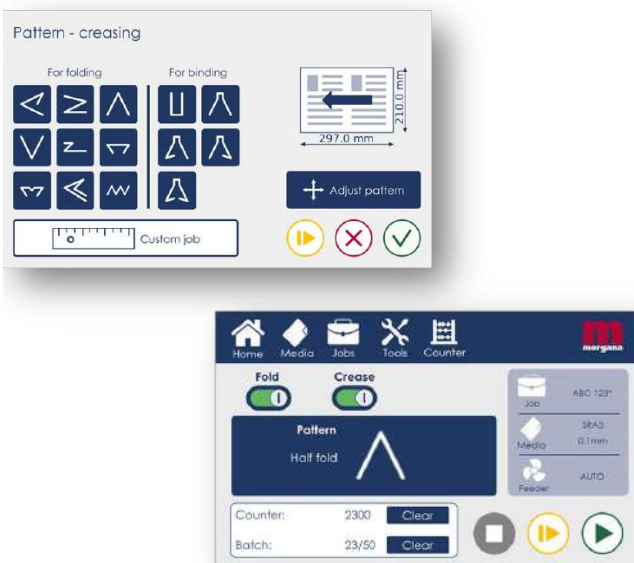 Pattern - creasing
For folding
For binding
210.0 mm
297.0 mm
Adjust pattern
Custom job
Home
Media
Jobs
Tools
Counter
morgana
Fold
Crease
Pattern
Half fold
Job
ABC 123*
Media
SRA3
0.1mm
Feeder
AUTO
Counter: 2300 Clear
Batch: 23/50 Clear